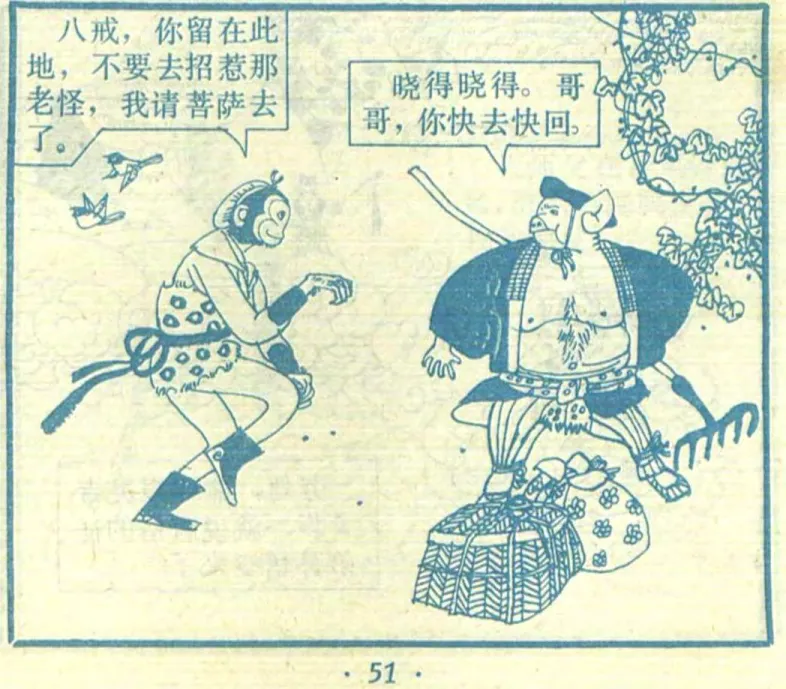 八戒，你留在此
地，不要去招惹那
老怪，我请菩萨去
了。
晓得晓得。哥
哥，你快去快回。
· 51 ·